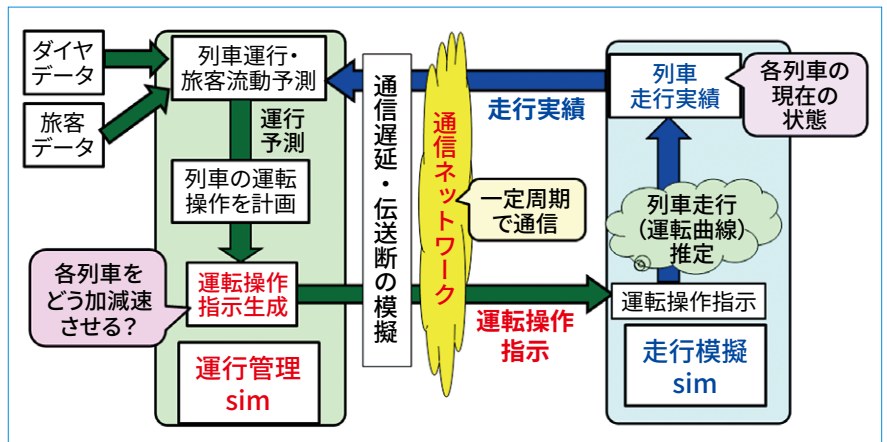 ダイヤ
データ
旅客
データ
列車運行・
旅客流動予測
運行
予測
列車の運転
操作を計画
各列車を
どう加減速
させる？
運転操作
指示生成
運行管理
sim
通信遅延・伝送断の模擬
通信ネットワーク
一定周期
で通信
走行実績
運転操作
指示
列車
走行実績
各列車の
現在の
状態
列車走行
（運転曲線）
推定
運転操作指示
走行模擬
sim